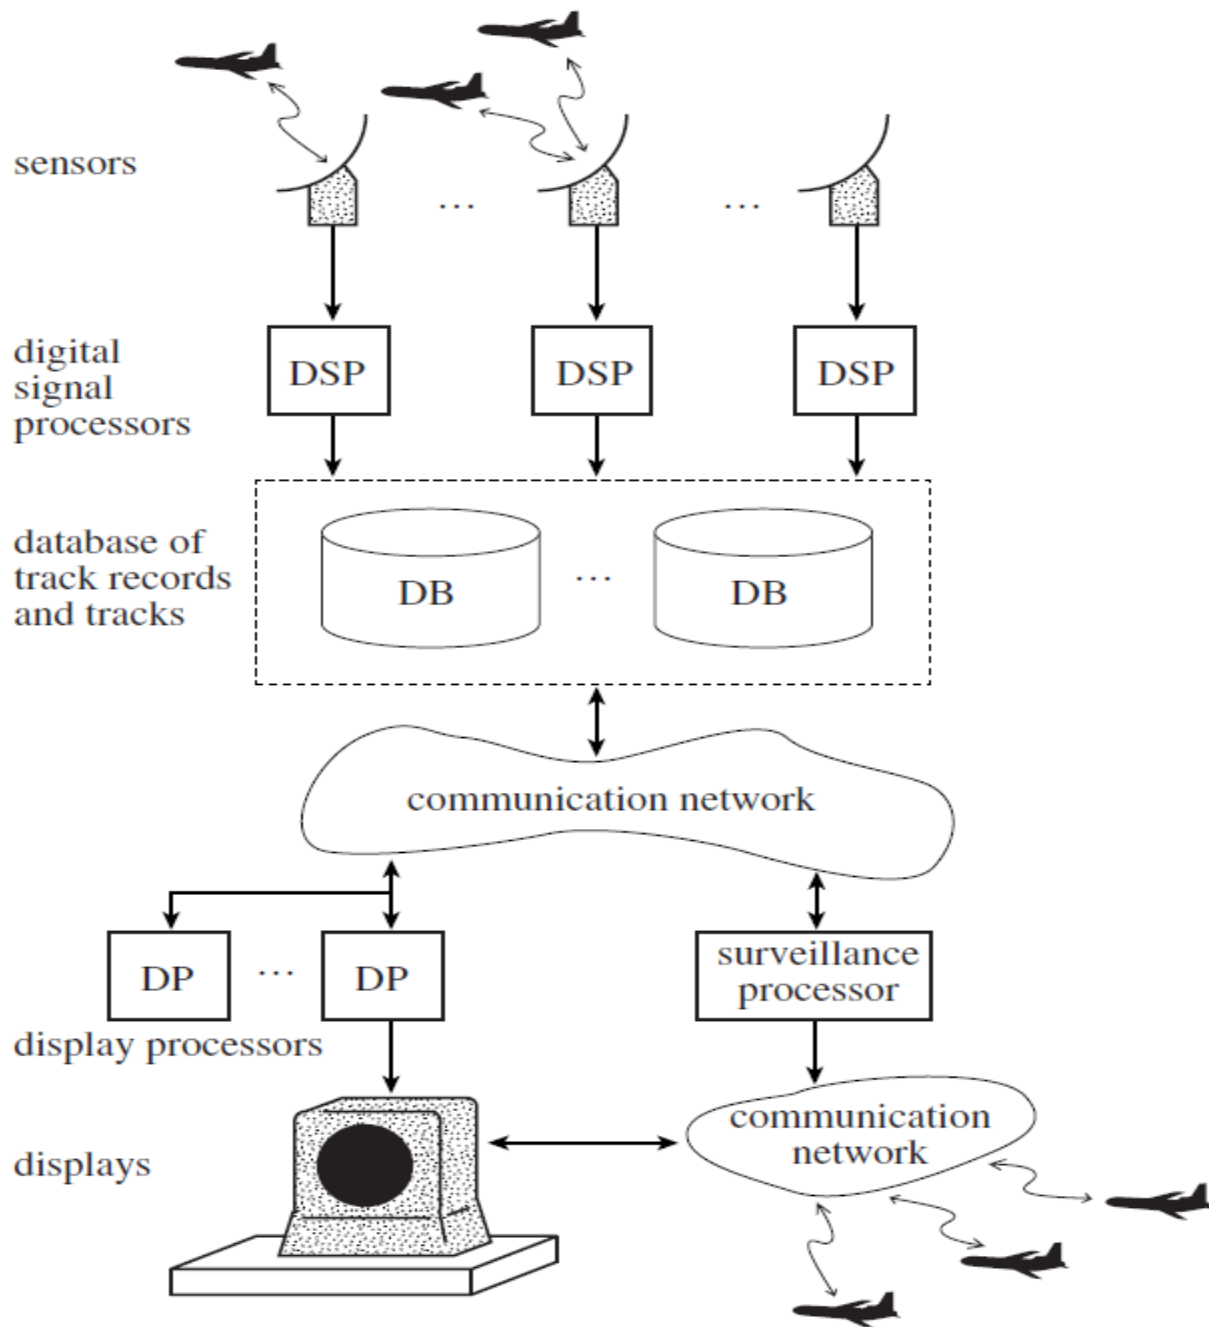 sensors
...
...
digital
signal
processors
DSP
DSP
DSP
database of
track records
and tracks
DB
...
DB
communication network
DP
...
DP
display processors
surveillance
processor
displays
communication
network